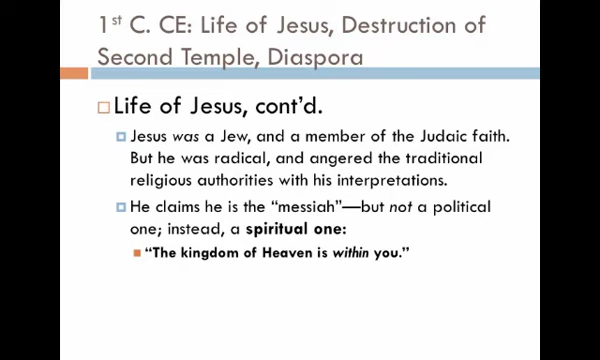 1st C. CE: Life of Jesus, Destruction of
Second Temple, Diaspora
Life of Jesus, cont’d.
Jesus was a Jew, and a member of the Judaic faith.
But he was radical, and angered the traditional
religious authorities with his interpretations.
He claims he is the “messiah”—but not a political
one; instead, a spiritual one:
“The kingdom of Heaven is within you.”